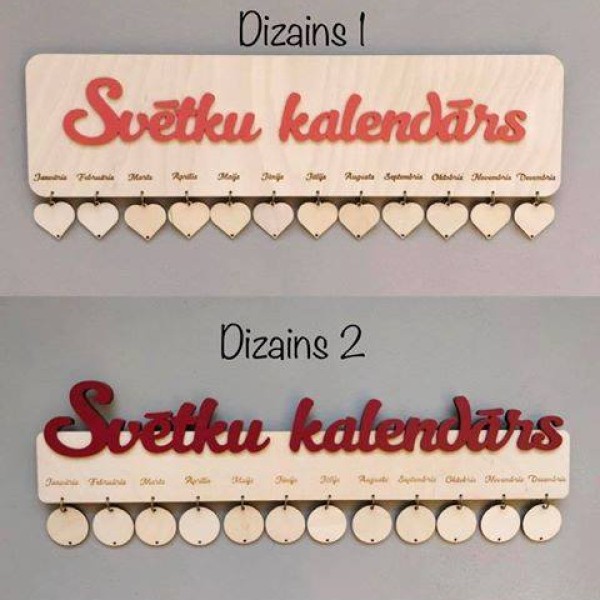 Dizains 1
Svētku kalendārs
Janvāris Februāris Marts Aprīlis Maijs Jūnijs Jūlijs Augusts Septembris Oktobris Novembris Decembris
Dizains 2
Svētku kalendārs
Janvāris Februāris Marts Aprīlis Maijs Jūnijs Jūlijs Augusts Septembris Oktobris Novembris Decembris